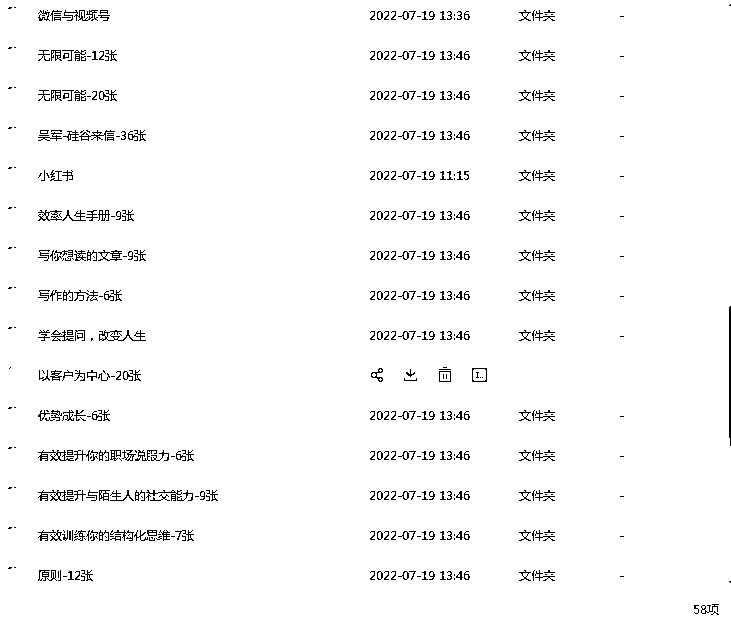 微信与视频号 2022-07-19 13:36 文件夹 -
无限可能-12张 2022-07-19 13:46 文件夹 -
无限可能-20张 2022-07-19 13:46 文件夹 -
吴军-硅谷来信-36张 2022-07-19 13:46 文件夹 -
小红书 2022-07-19 11:15 文件夹 -
效率人生手册-9张 2022-07-19 13:46 文件夹 -
写你想读的文章-9张 2022-07-19 13:46 文件夹 -
写作的方法-6张 2022-07-19 13:46 文件夹 -
学会提问，改变人生 2022-07-19 13:46 文件夹 -
以客户为中心-20张
优势成长-6张 2022-07-19 13:46 文件夹 -
有效提升你的职场说服力-6张 2022-07-19 13:46 文件夹 -
有效提升与陌生人的社交能力-9张 2022-07-19 13:46 文件夹 -
有效训练你的结构化思维-7张 2022-07-19 13:46 文件夹 -
原则-12张 2022-07-19 13:46 文件夹 -
58项